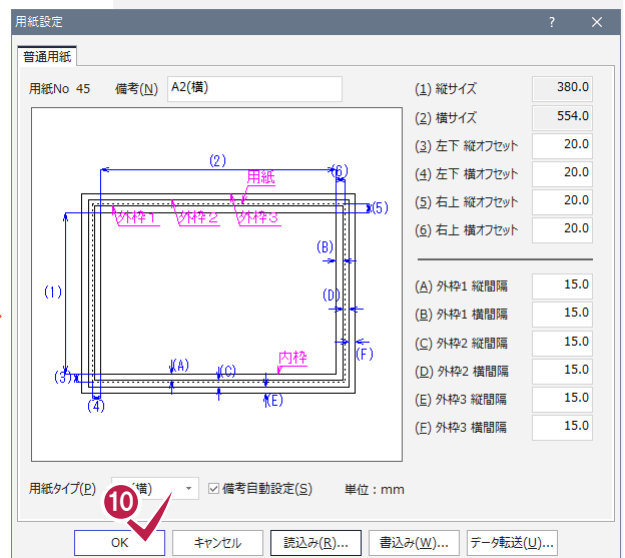 用紙設定 ? ×
普通用紙
用紙No 45 備考(N) A2(横)
(2)
(6)
用紙
(5)
外枠1 外枠2 外枠3
(B)
(1)
(D)
内枠
(F)
(A)
(C)
(3)
(E)
(4)
(1) 縦サイズ 380.0
(2) 横サイズ 554.0
(3) 左下 縦オフセット 20.0
(4) 左下 横オフセット 20.0
(5) 右上 縦オフセット 20.0
(6) 右上 横オフセット 20.0
(A) 外枠1 縦間隔 15.0
(B) 外枠1 横間隔 15.0
(C) 外枠2 縦間隔 15.0
(D) 外枠2 横間隔 15.0
(E) 外枠3 縦間隔 15.0
(F) 外枠3 横間隔 15.0
用紙タイプ(P) (横) 備考自動設定(S) 単位：mm
10
OK キャンセル 読込み(R)... 書込み(W)... データ転送(U)...